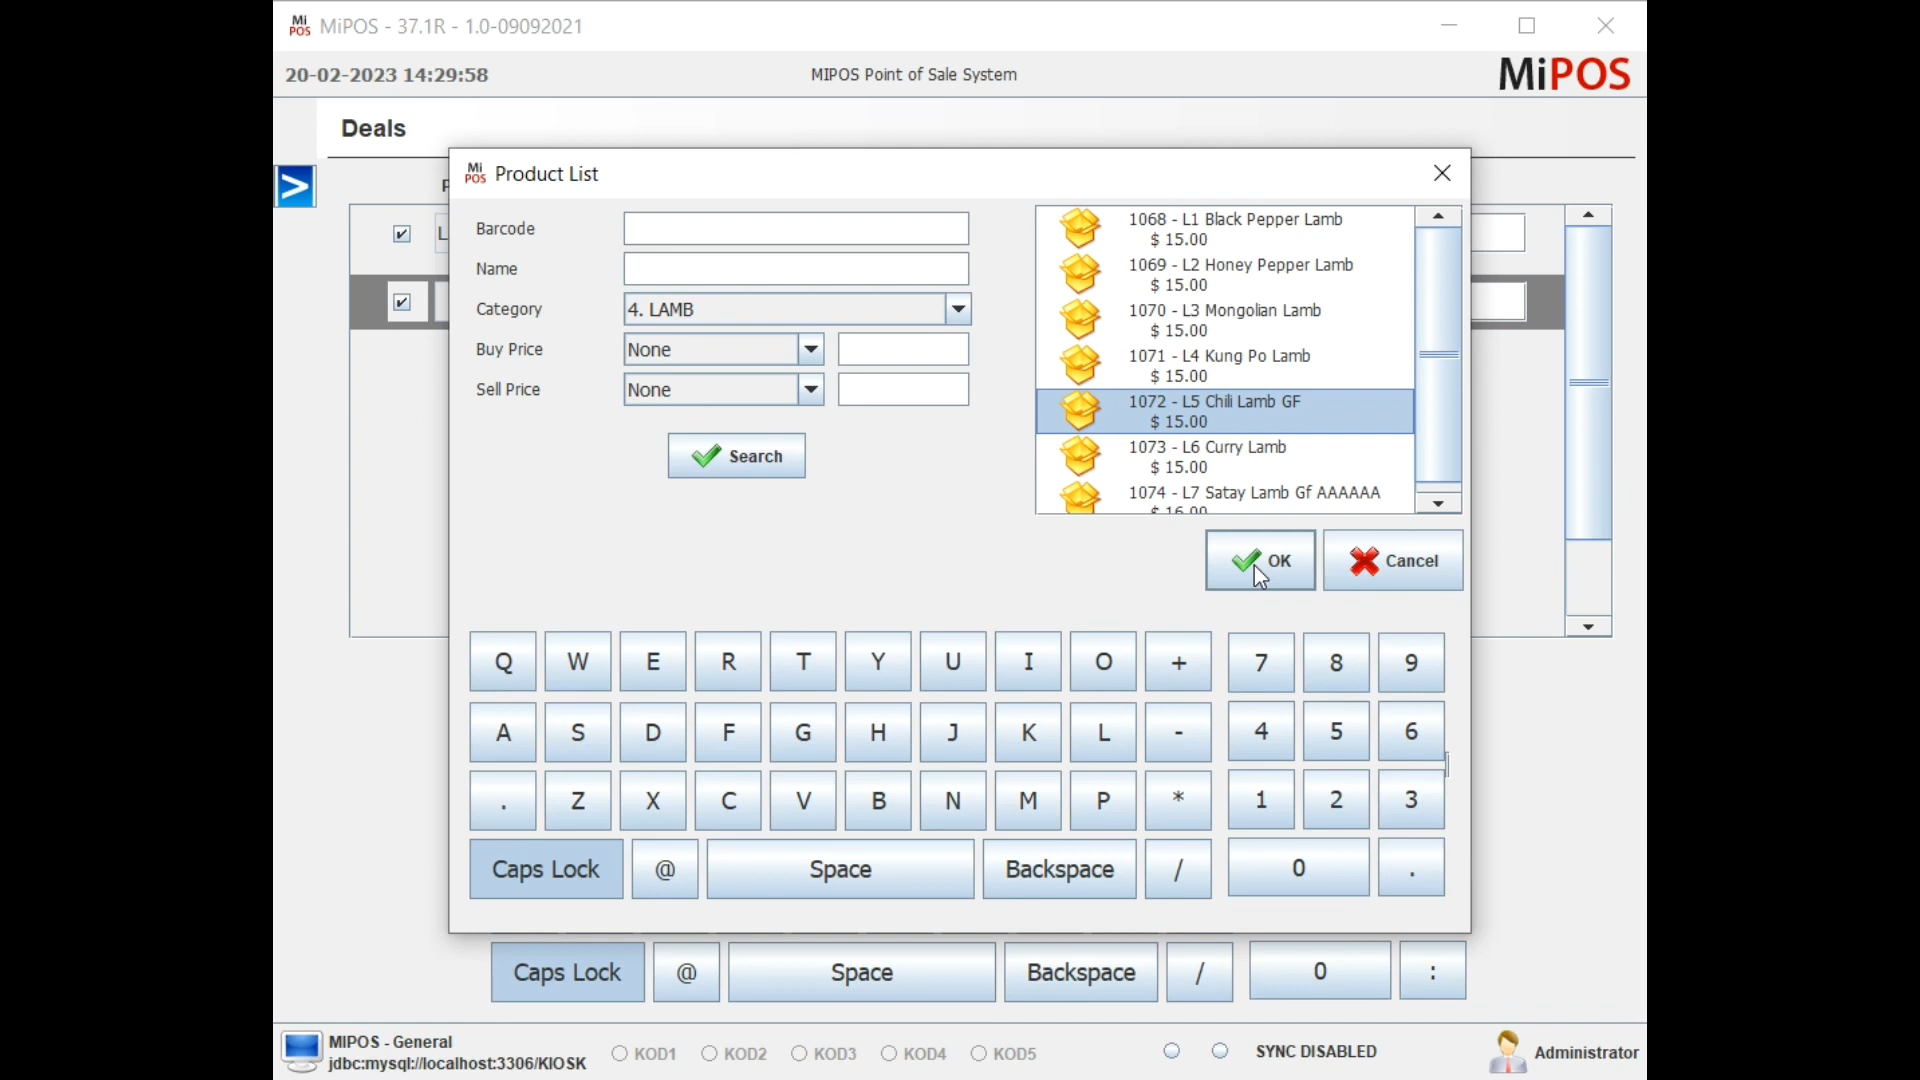 Mi
POS
MiPOS - 37.1R - 1.0-09092021
20-02-2023 14:29:58
MIPOS Point of Sale System
MiPOS
Deals
>
Mi
POS
Product List
Barcode
Name
Category
4. LAMB
Buy Price
None
Sell Price
None
Search
1068 - L1 Black Pepper Lamb
$ 15.00
1069 - L2 Honey Pepper Lamb
$ 15.00
1070 - L3 Mongolian Lamb
$ 15.00
1071 - L4 Kung Po Lamb
$ 15.00
1072 - L5 Chili Lamb GF
$ 15.00
1073 - L6 Curry Lamb
$ 15.00
1074 - L7 Satay Lamb Gf AAAAAA
$ 16.00
OK
Cancel
Q W E R T Y U I O + 7 8 9
A S D F G H J K L - 4 5 6
. Z X C V B N M P * 1 2 3
Caps Lock @ Space Backspace / 0 .
Caps Lock @ Space Backspace / 0 :
MIPOS - General
jdbc:mysql://localhost:3306/KIOSK
KOD1 KOD2 KOD3 KOD4 KOD5
SYNC DISABLED
Administrator